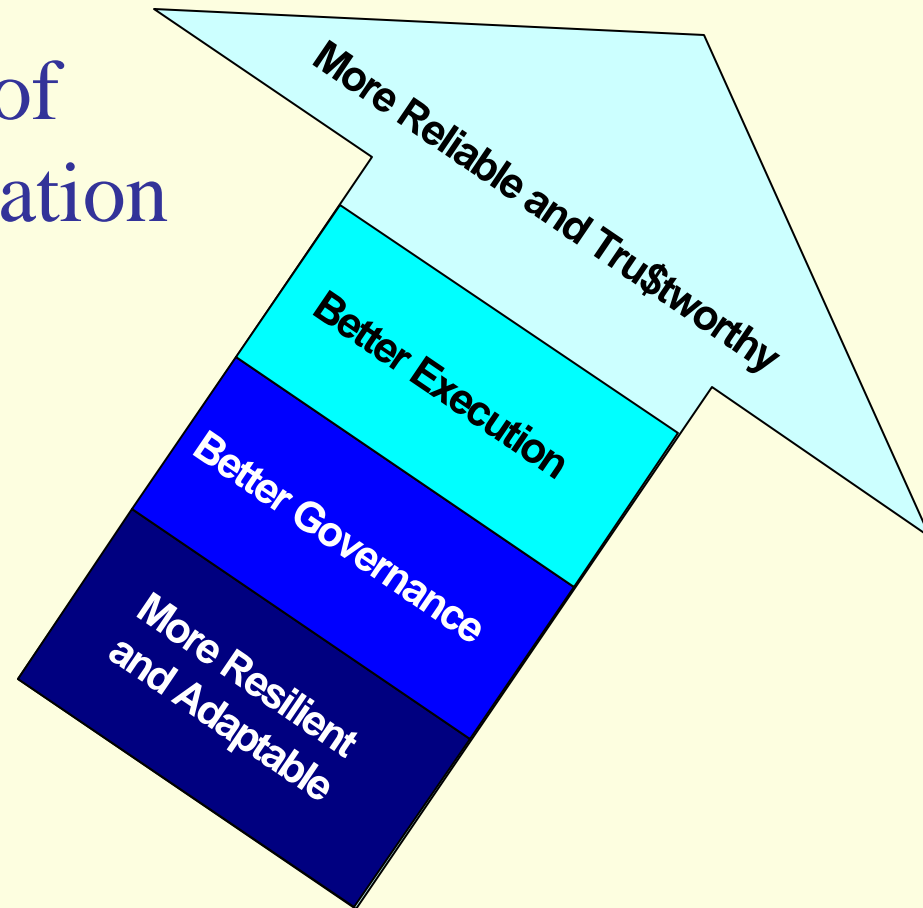 of
ation
More Reliable and Tru$tworthy
Better Execution
Better Governance
More Resilient
and Adaptable